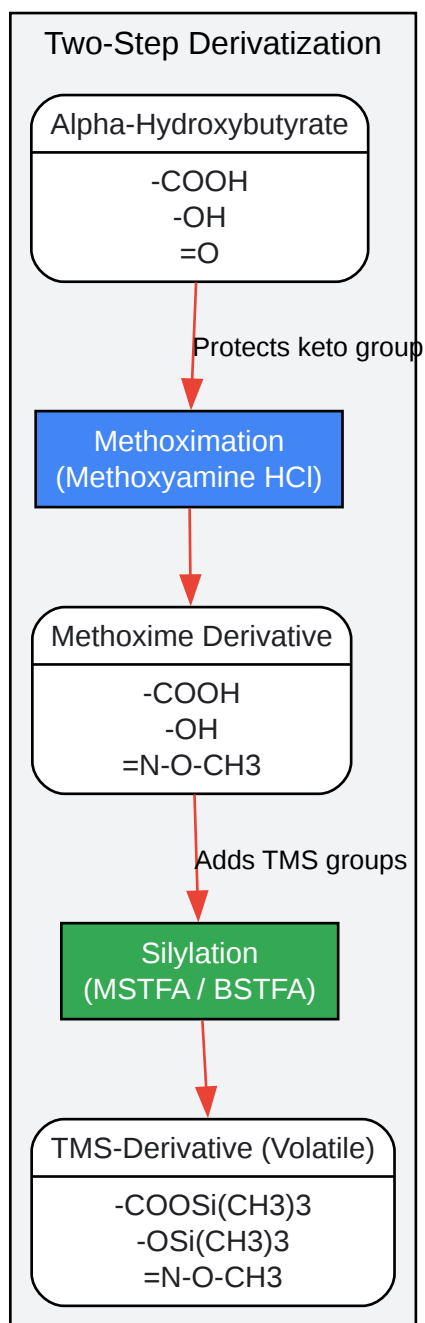 Two-Step Derivatization
Alpha-Hydroxybutyrate
-COOH
-OH
=O
Protects keto group
Methoximation
(Methoxyamine HCl)
Methoxime Derivative
-COOH
-OH
=N-O-CH3
Adds TMS groups
Silylation
(MSTFA / BSTFA)
TMS-Derivative (Volatile)
-COOSi(CH3)3
-OSi(CH3)3
=N-O-CH3